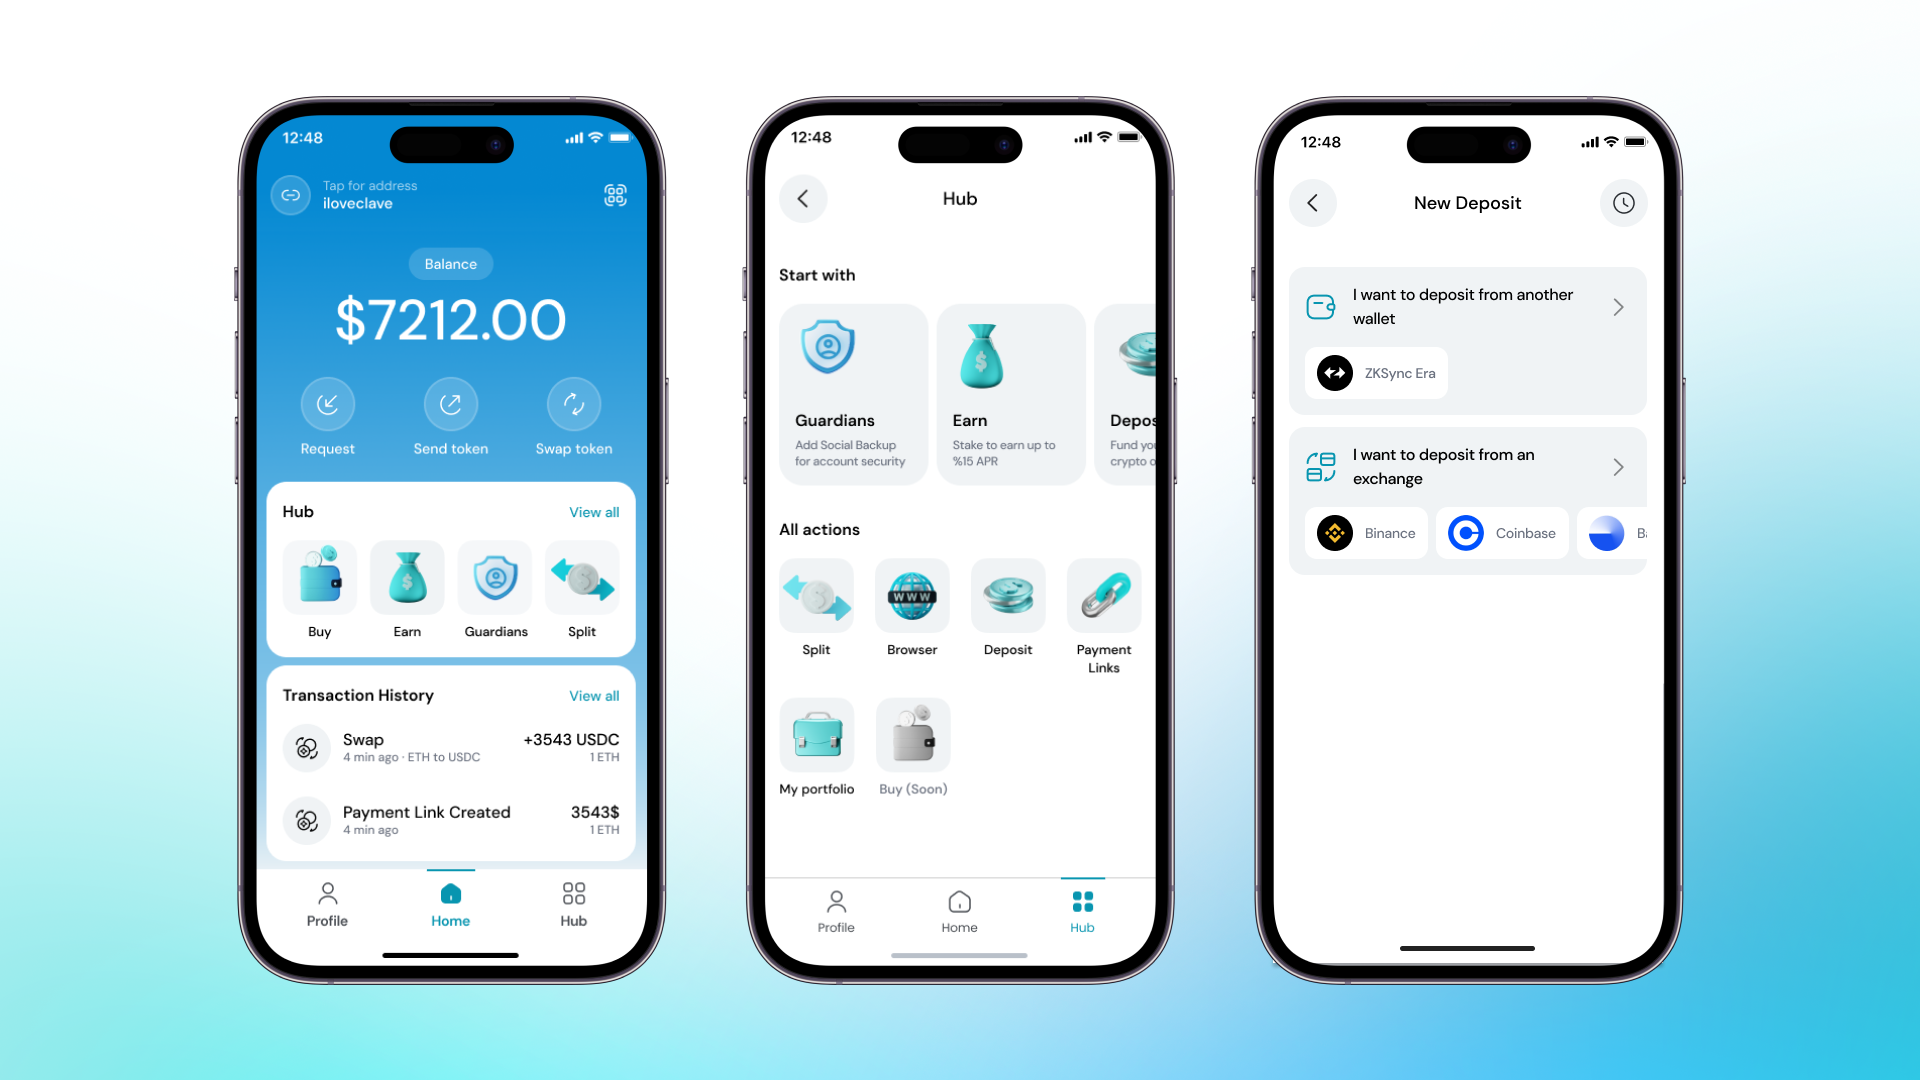 12:48
Tap for address
iloveclave
Balance
$7212.00
Request
Send token
Swap token
Hub
View all
$
$
Buy
Earn
Guardians
Split
Transaction History
View all
Swap
+3543 USDC
4 min ago · ETH to USDC
1 ETH
Payment Link Created
3543$
4 min ago
1 ETH
Profile
Home
Hub
12:48
Hub
Start with
$
Guardians
Earn
Depos
Add Social Backup
for account security
Stake to earn up to
%15 APR
Fund you
crypto o
All actions
WWW
Split
Browser
Deposit
Payment
Links
My portfolio
Buy (Soon)
Profile
Home
Hub
12:48
New Deposit
I want to deposit from another
wallet
ZKSync Era
I want to deposit from an
exchange
Binance
Coinbase
Ba